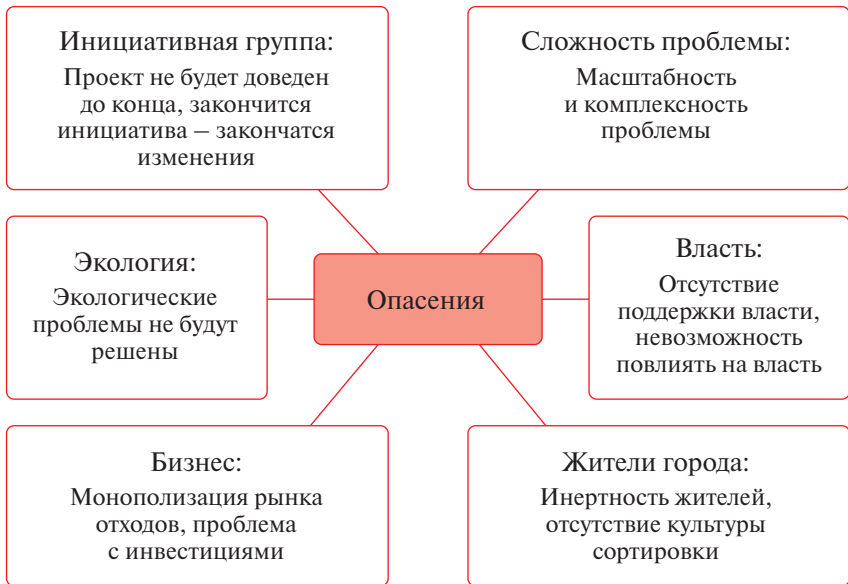 Инициативная группа:
Проект не будет доведен
до конца, закончится
инициатива – закончатся
изменения
Сложность проблемы:
Масштабность
и комплексность
проблемы
Экология:
Экологические
проблемы не будут
решены
Опасения
Власть:
Отсутствие
поддержки власти,
невозможность
повлиять на власть
Бизнес:
Монополизация рынка
отходов, проблема
с инвестициями
Жители города:
Инертность жителей,
отсутствие культуры
сортировки